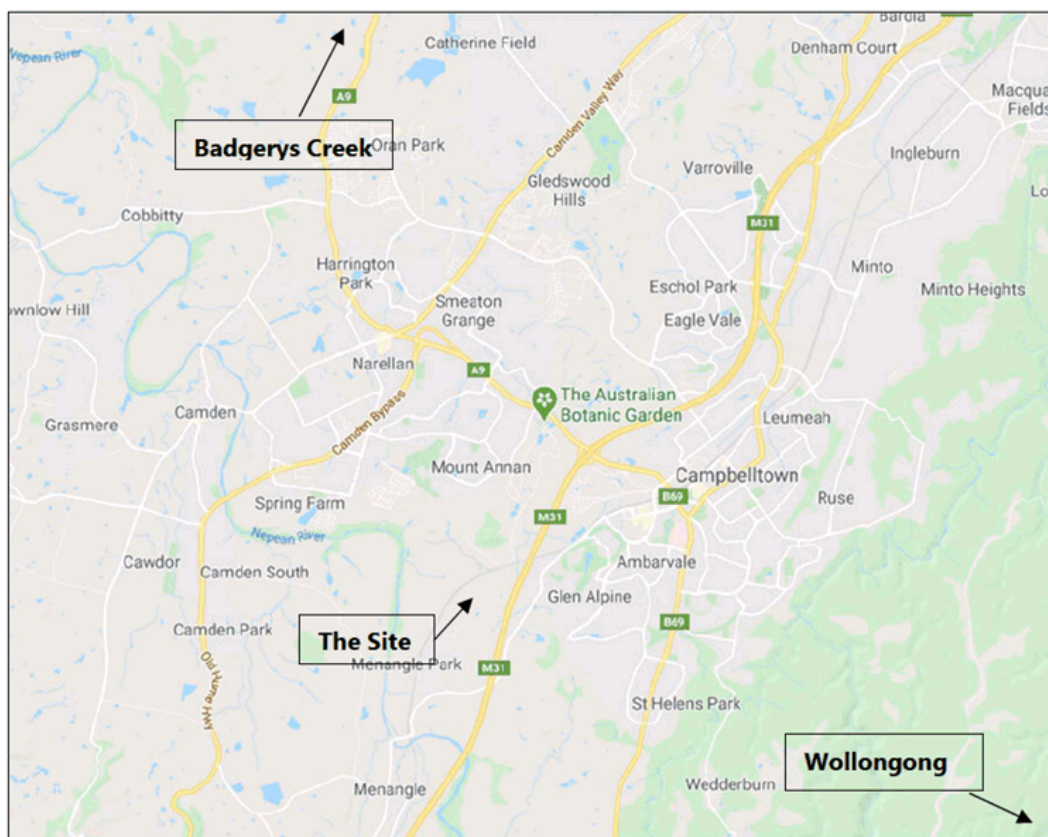 Bardia
Nepean River
Catherine Field
Denham Court
Camden Valley Way
Macqua
Fields
A9
Badgerys Creek
Oran Park
Ingleburn
Varroville
Gledswood
Hills
Lo
Cobbitty
M31
Harrington
Park
Minto
Eschol Park
Minto Heights
ownlow Hill
Smeaton
Grange
Eagle Vale
Narellan
A9
The Australian
Botanic Garden
Camden
Camden Bypass
Leumeah
Grasmere
Mount Annan
Campbelltown
Spring Farm
B69
Ruse
M31
Nepean River
Cawdor
Camden South
Ambarvale
Glen Alpine
B69
Camden Park
The Site
Menangle Park
M31
Old Hume Hwy
St Helens Park
Wollongong
Menangle
Wedderburn